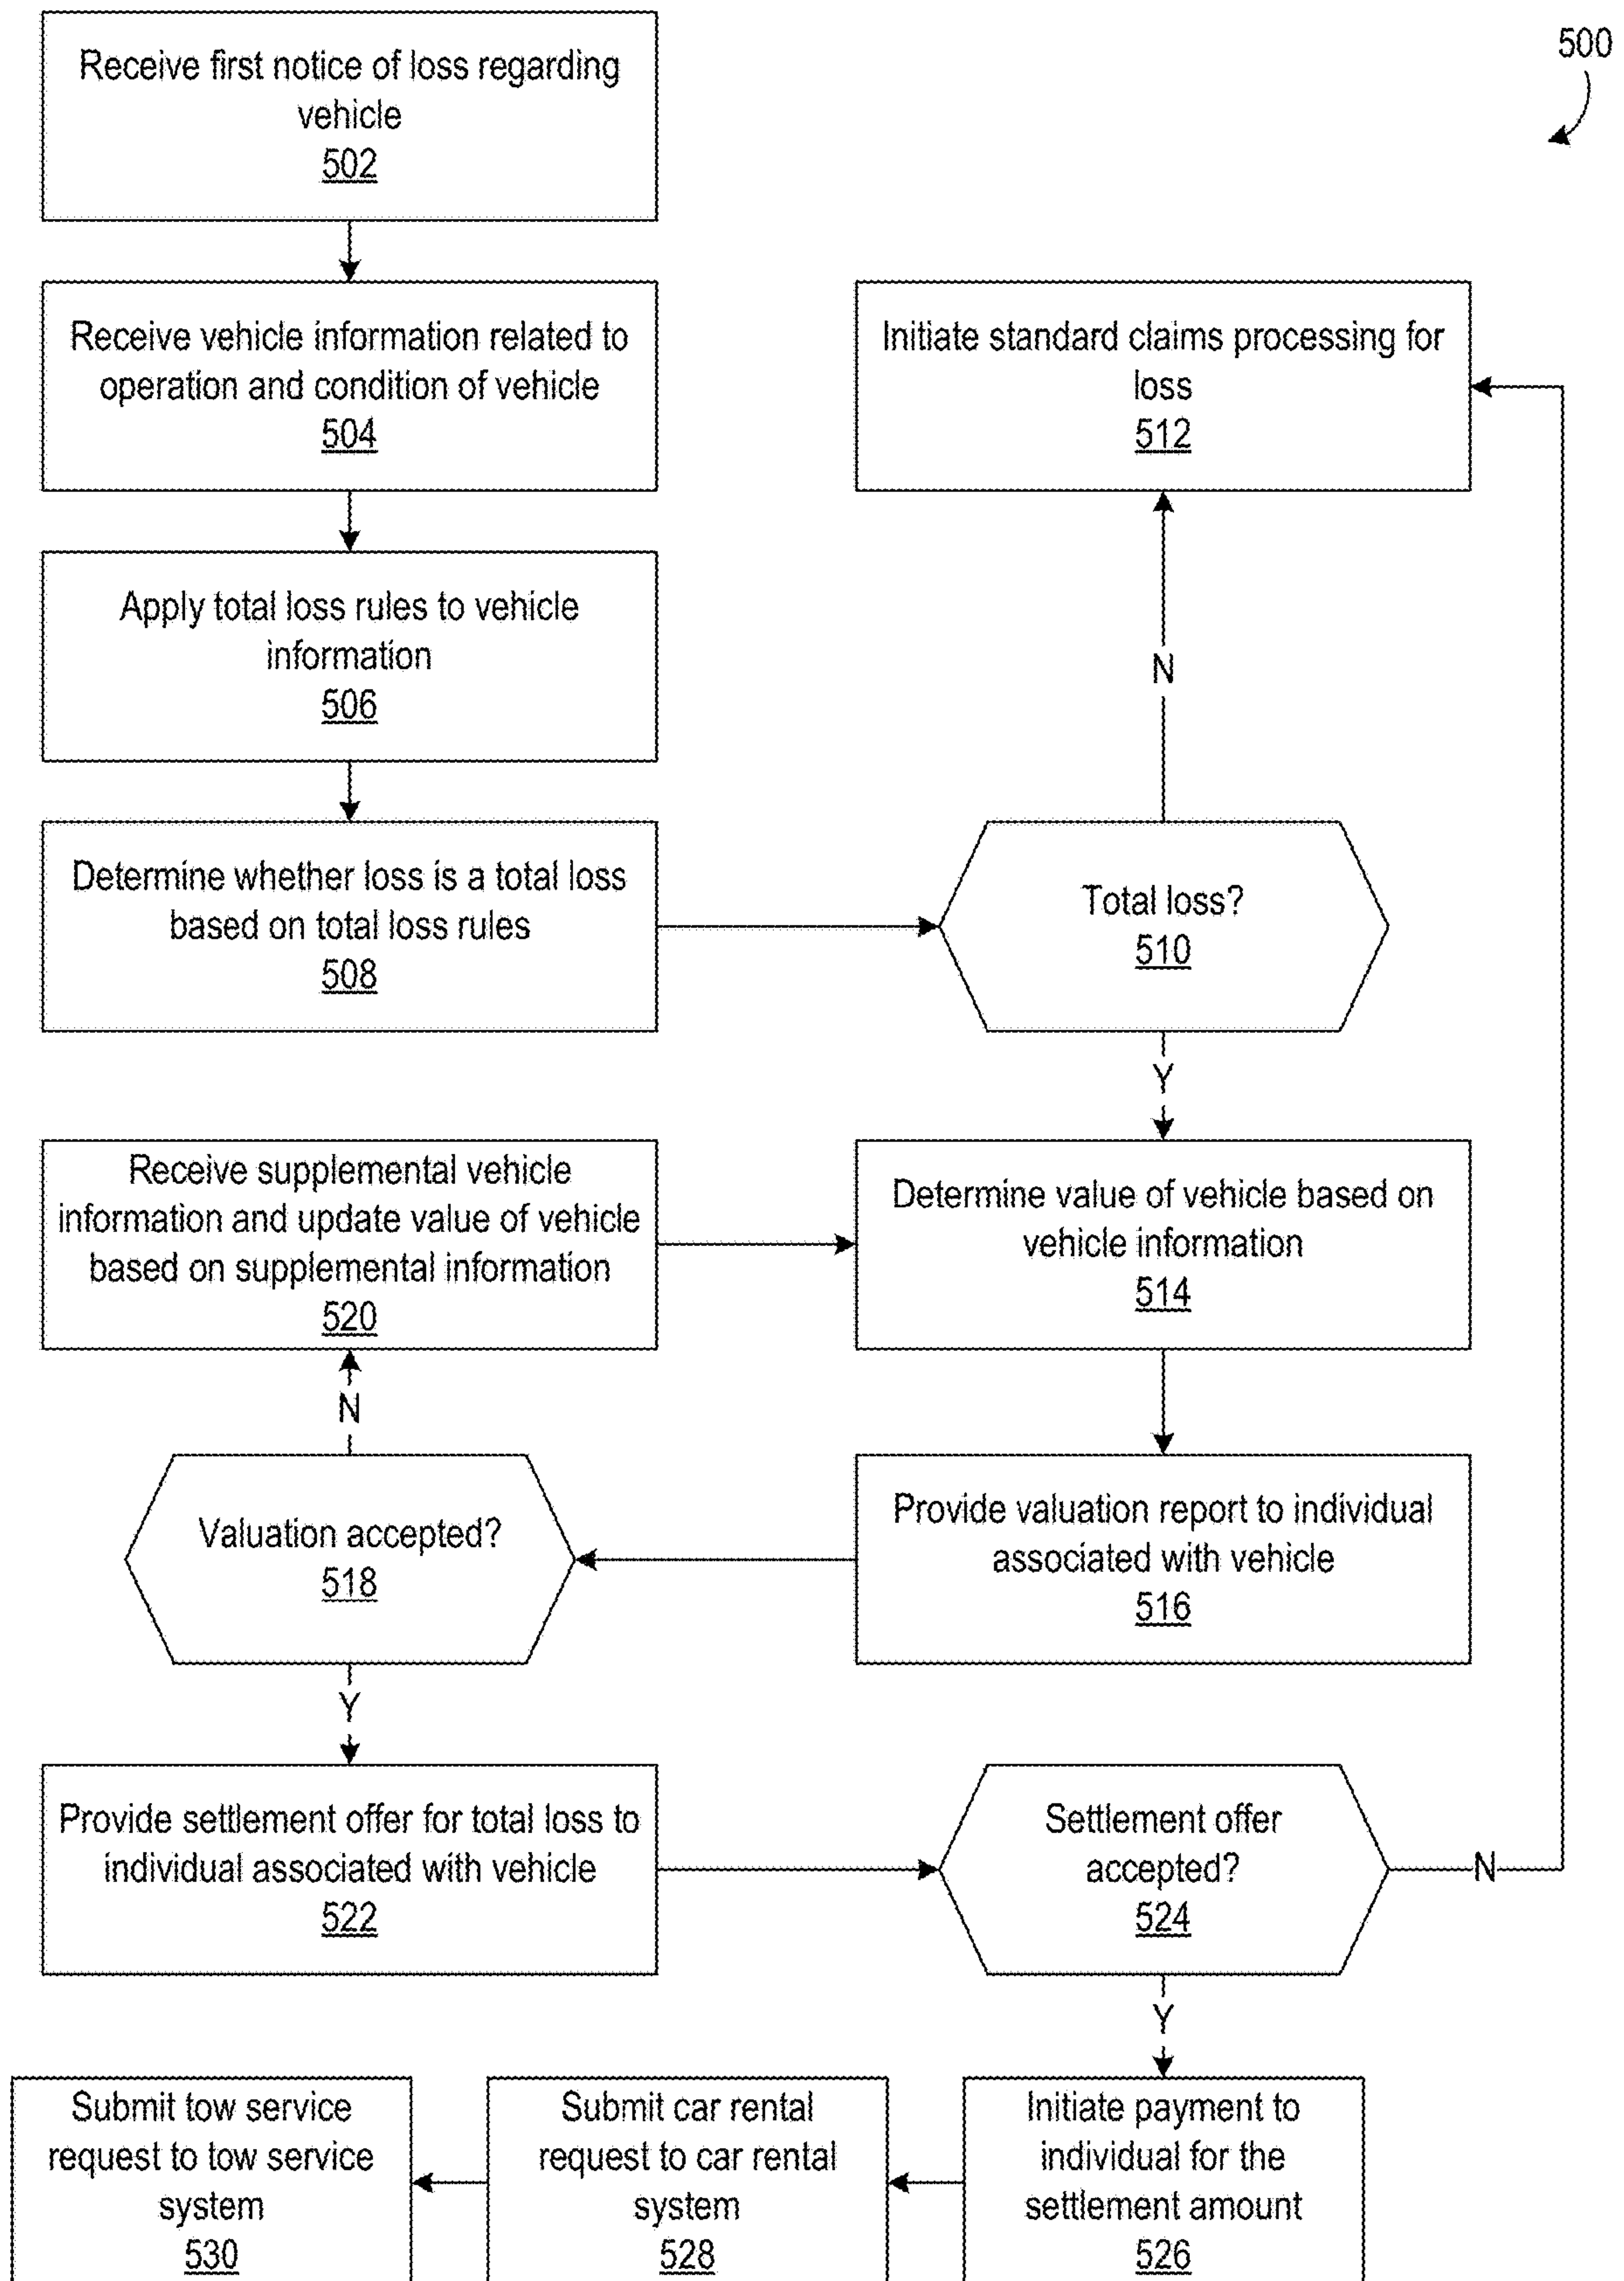 500
Receive first notice of loss regarding
vehicle
502
Receive vehicle information related to
operation and condition of vehicle
504
Initiate standard claims processing for
loss
512
Apply total loss rules to vehicle
information
506
N
Determine whether loss is a total loss
based on total loss rules
508
Total loss?
510
Y
Receive supplemental vehicle
information and update value of vehicle
based on supplemental information
520
Determine value of vehicle based on
vehicle information
514
N
Valuation accepted?
518
Provide valuation report to individual
associated with vehicle
516
Y
Provide settlement offer for total loss to
individual associated with vehicle
522
Settlement offer
accepted?
524
N
Y
Submit tow service
request to tow service
system
530
Submit car rental
request to car rental
system
528
Initiate payment to
individual for the
settlement amount
526